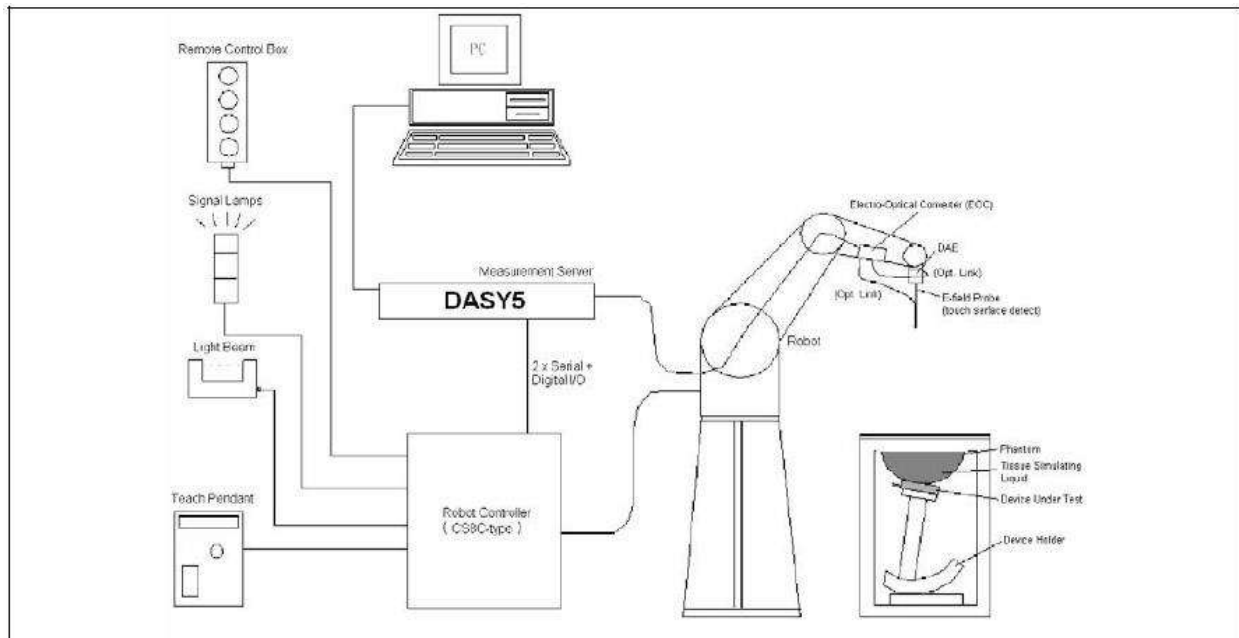 Remote Control Box
PC
Signal Lamps
Electro-Optical Converter (EOC)
DAE
(Opt. Link)
Measurement Server
DASY5
(Opt. Link)
E-field Probe
(touch surface detect)
Robot
Light Beam
2 x Serial +
Digital I/O
Phantom
Tissue Simulating
Liquid
Device Under Test
Teach Pendant
Robot Controller
( CS8C-type )
Device Holder